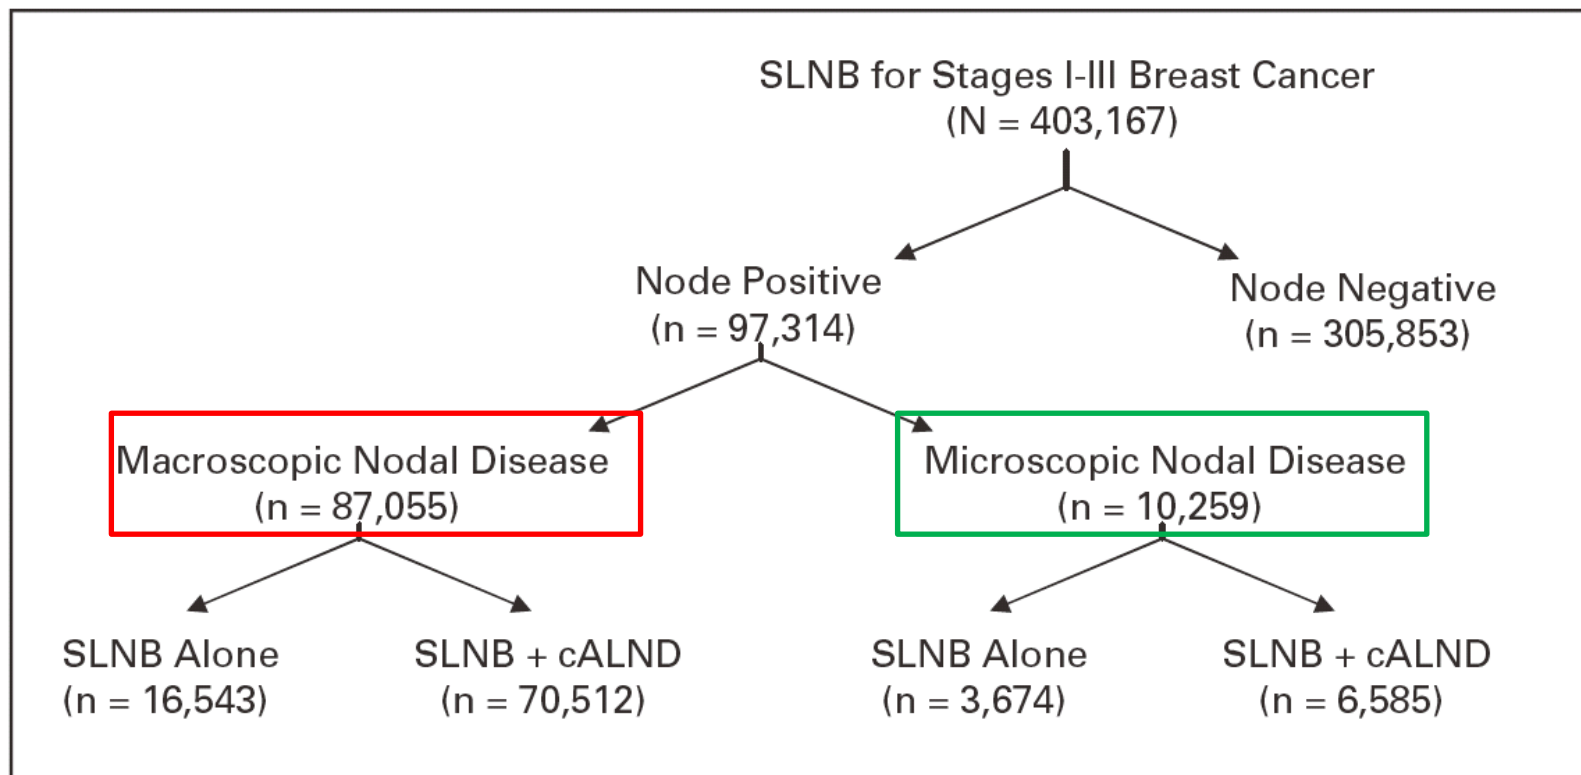 SLNB for Stages I-III Breast Cancer
(N = 403,167)
Node Positive
(n = 97,314)
Node Negative
(n = 305,853)
Macroscopic Nodal Disease
(n = 87,055)
Microscopic Nodal Disease
(n = 10,259)
SLNB Alone
(n = 16,543)
SLNB + cALND
(n = 70,512)
SLNB Alone
(n = 3,674)
SLNB + cALND
(n = 6,585)